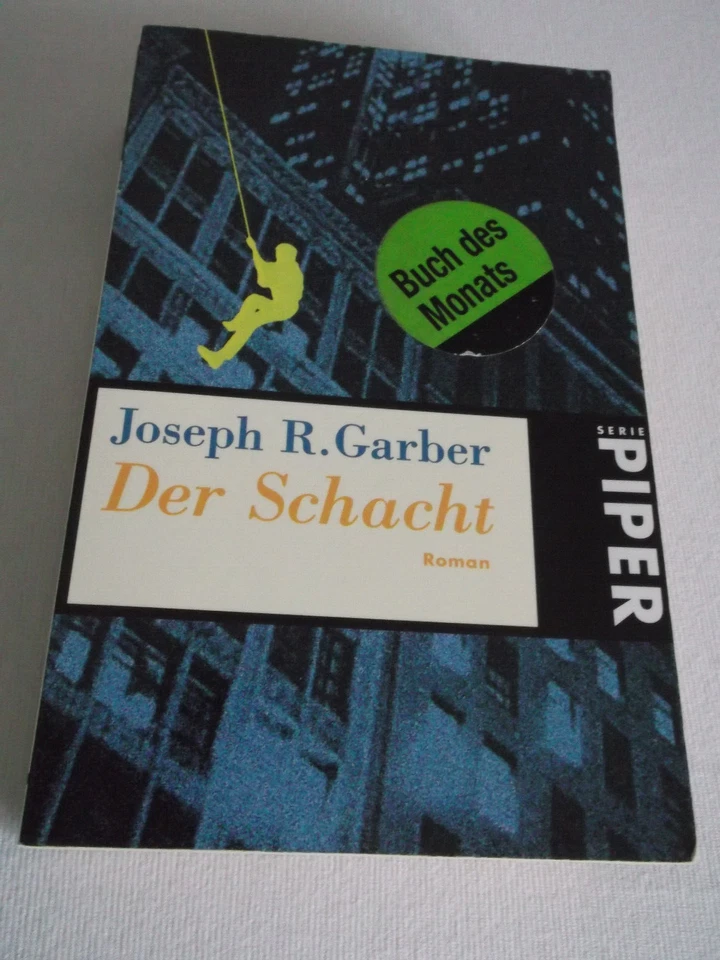 Buch des
Monats
Joseph R. Garber
Der Schacht
Roman
SERIE
PIPER